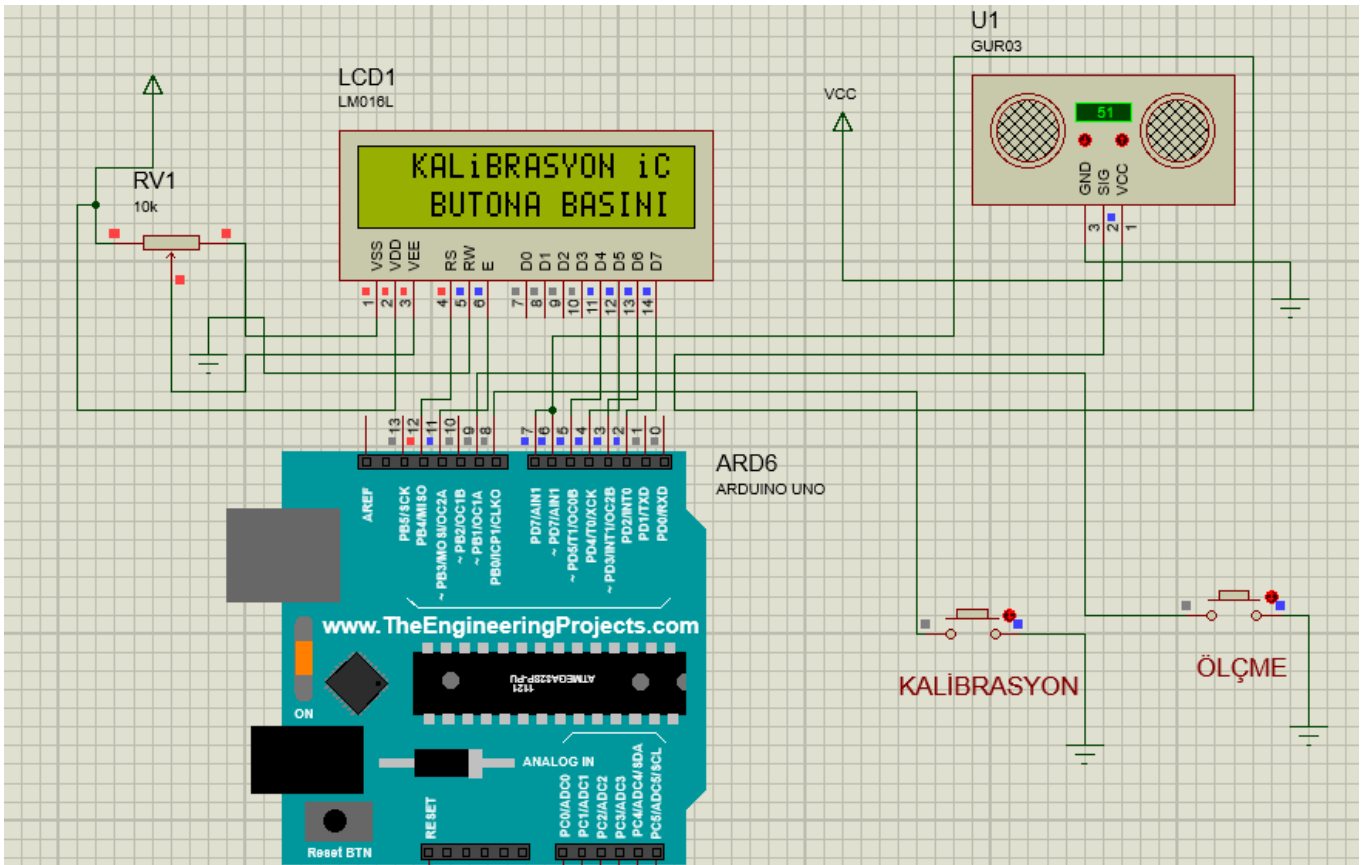 U1
GUR03
LCD1
LM016L
VCC
51
KALiBRASYON iC
BUTONA BASINI
RV1
10k
GND
SIG
VCC
3
2
1
VSS
VDD
VEE
RS
RW
E
D0
D1
D2
D3
D4
D5
D6
D7
1
2
3
4
5
6
7
8
9
10
11
12
13
14
13
12
11
10
9
8
7
6
5
4
3
2
1
0
ARD6
ARDUINO UNO
AREF
PB5/SCK
PB4/MISO
~ PB3/MOSI/OC2A
~ PB2/OC1B
~ PB1/OC1A
PB0/ICP1/CLKO
PD7/AIN1
~ PD7/AIN1
~ PD5/T1/OC0B
PD4/T0/XCK
~ PD3/INT1/OC2B
PD2/INT0
PD1/TXD
PD0/RXD
www.TheEngineeringProjects.com
ATMEGA328P-PU
1121
ON
KALİBRASYON
ÖLÇME
ANALOG IN
RESET
PC0/ADC0
PC1/ADC1
PC2/ADC2
PC3/ADC3
PC4/ADC4/SDA
PC5/ADC5/SCL
Reset BTN